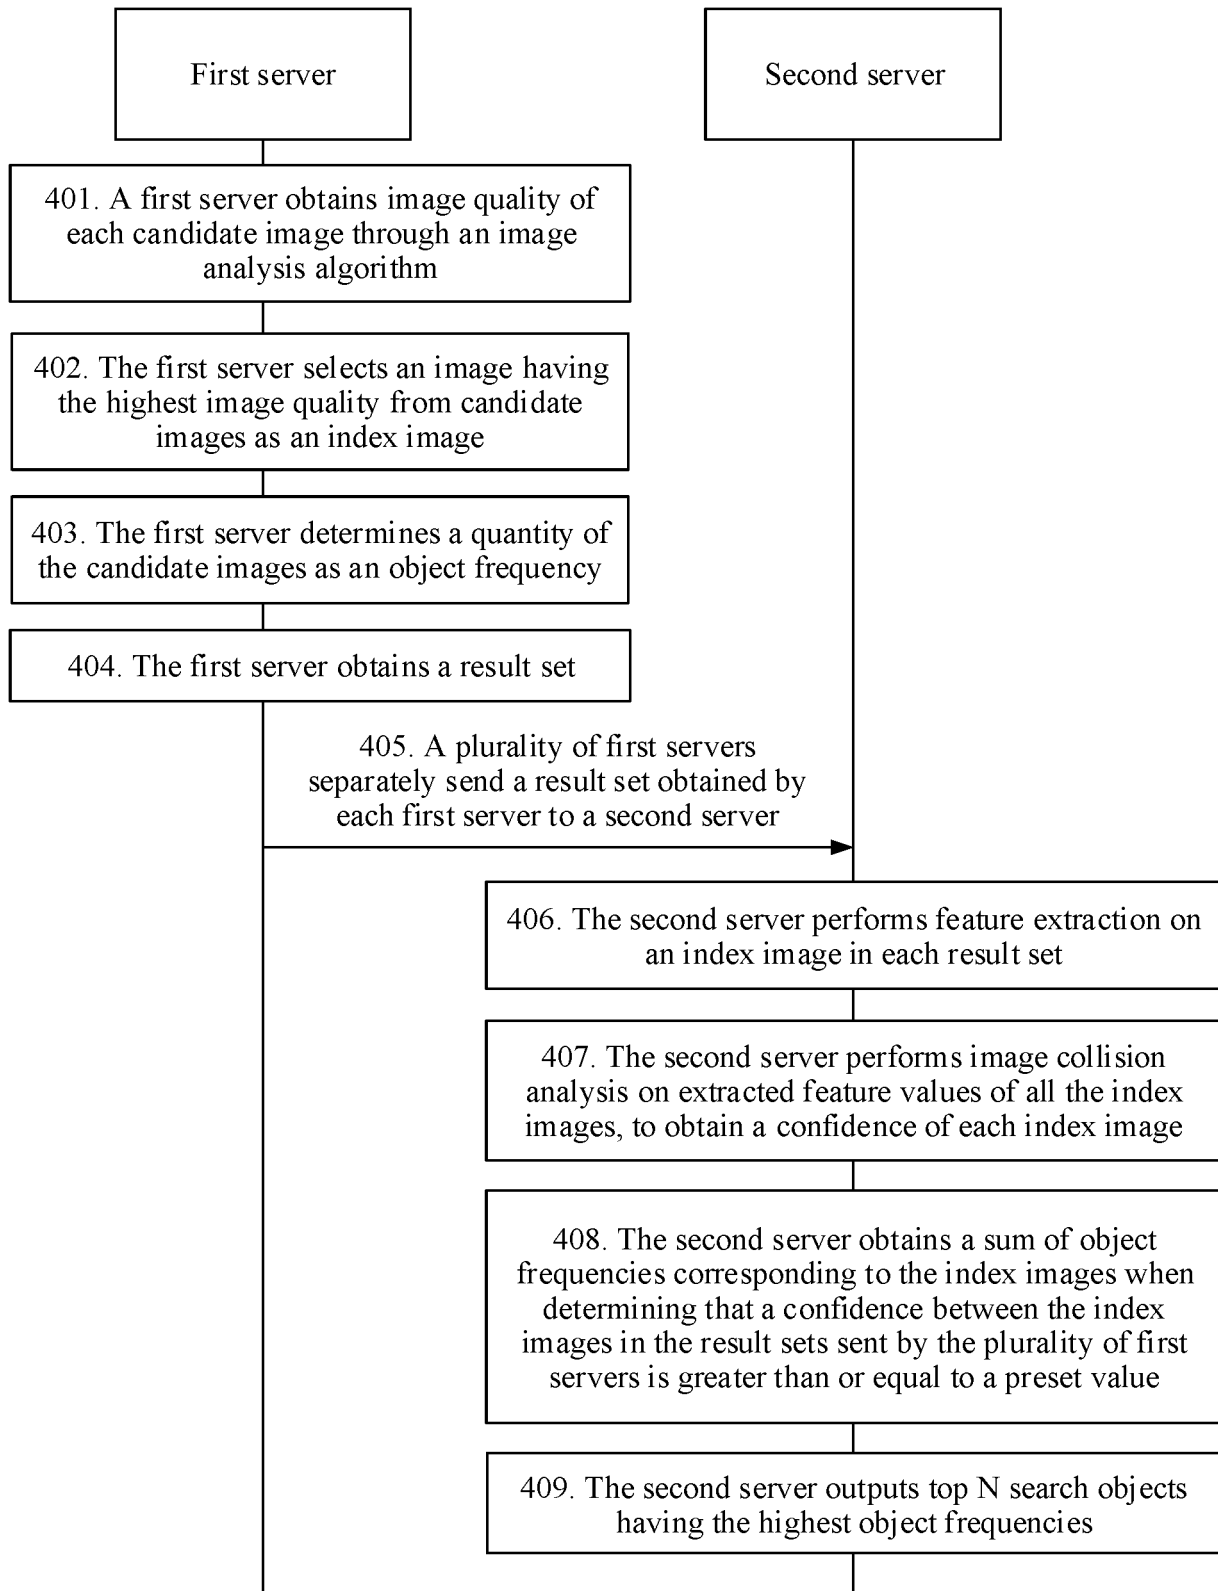 First server
Second server
401. A first server obtains image quality of
each candidate image through an image
analysis algorithm
402. The first server selects an image having
the highest image quality from candidate
images as an index image
403. The first server determines a quantity of
the candidate images as an object frequency
404. The first server obtains a result set
405. A plurality of first servers
separately send a result set obtained by
each first server to a second server
406. The second server performs feature extraction on
an index image in each result set
407. The second server performs image collision
analysis on extracted feature values of all the index
images, to obtain a confidence of each index image
408. The second server obtains a sum of object
frequencies corresponding to the index images when
determining that a confidence between the index
images in the result sets sent by the plurality of first
servers is greater than or equal to a preset value
409. The second server outputs top N search objects
having the highest object frequencies